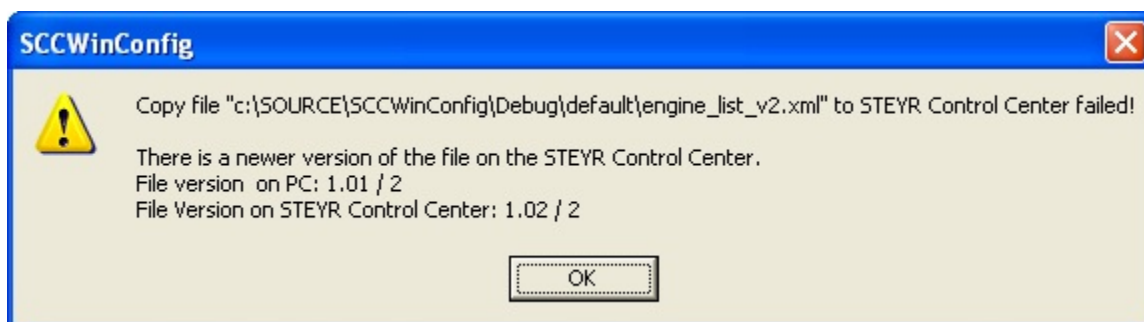 SCCWinConfig
Copy file "c:\SOURCE\SCCWinConfig\Debug\default\engine_list_v2.xml" to STEYR Control Center failed!
There is a newer version of the file on the STEYR Control Center.
File version  on PC: 1.01 / 2
File Version on STEYR Control Center: 1.02 / 2
OK